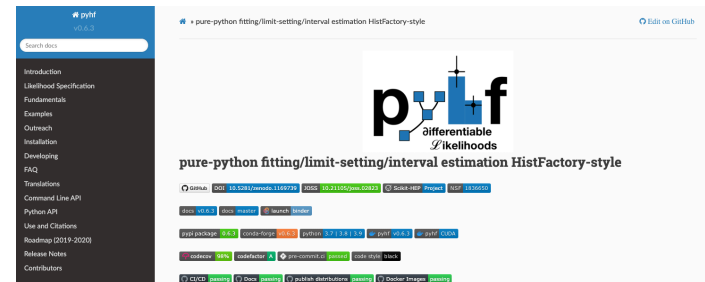 pyhf
v0.6.3
Search docs
Introduction
Likelihood Specification
Fundamentals
Examples
Outreach
Installation
Developing
FAQ
Translations
Command Line API
Python API
Use and Citations
Roadmap (2019-2020)
Release Notes
Contributors
» pure-python fitting/limit-setting/interval estimation HistFactory-style
Edit on GitHub
pyhf
∂ifferentiable
ℒikelihoods
pure-python fitting/limit-setting/interval estimation HistFactory-style
GitHub DOI 10.5281/zenodo.1169739 JOSS 10.21105/joss.02823 Scikit-HEP Project NSF 1836650
docs v0.6.3 docs master launch binder
pypi package 0.6.3 conda-forge v0.6.3 python 3.7 | 3.8 | 3.9 pyhf v0.6.3 pyhf CUDA
codecov 98% codefactor A pre-commit.ci passed code style black
CI/CD passing Docs passing publish distributions passing Docker Images passing